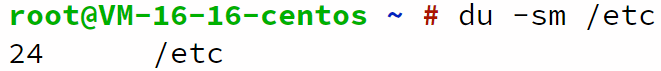 root@VM-16-16-centos ~ # du -sm /etc
24      /etc